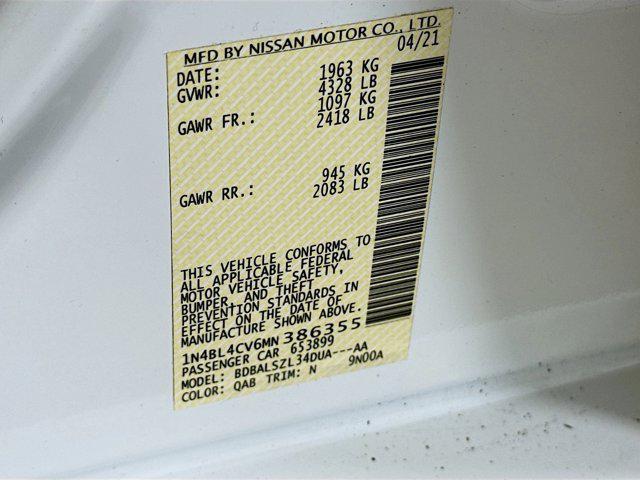 MFD BY NISSAN MOTOR CO., LTD.
DATE: 04/21
GVWR: 1963 KG
4328 LB
GAWR FR.: 1097 KG
2418 LB
GAWR RR.: 945 KG
2083 LB
THIS VEHICLE CONFORMS TO
ALL APPLICABLE FEDERAL
MOTOR VEHICLE SAFETY,
BUMPER, AND THEFT
PREVENTION STANDARDS IN
EFFECT ON THE DATE OF
MANUFACTURE SHOWN ABOVE.
1N4BL4CV6MN386355
PASSENGER CAR 653899
MODEL: BDBALSZL34DUA---AA
COLOR: QAB TRIM: N 9N00A